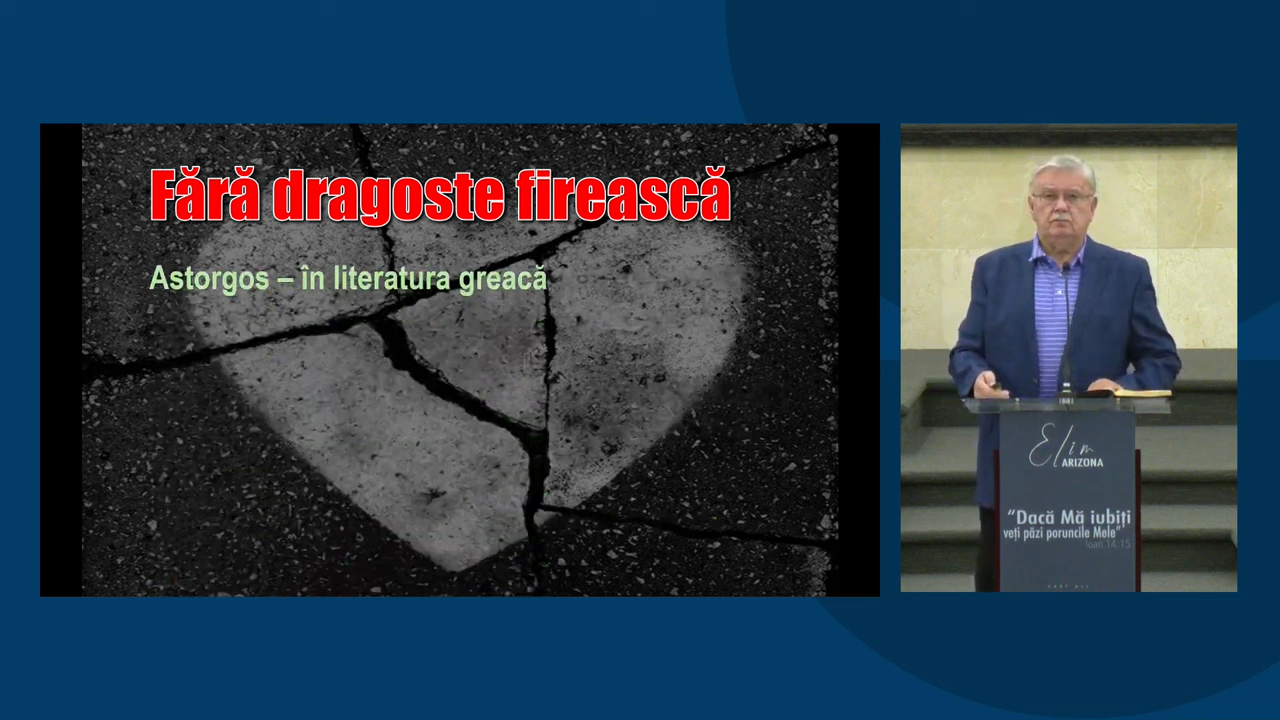 Fără dragoste firească
Astorgos – în literatura greacă
Elim
ARIZONA
“Dacă Mă iubiți
veți păzi poruncile Mele”
Ioan 14:15